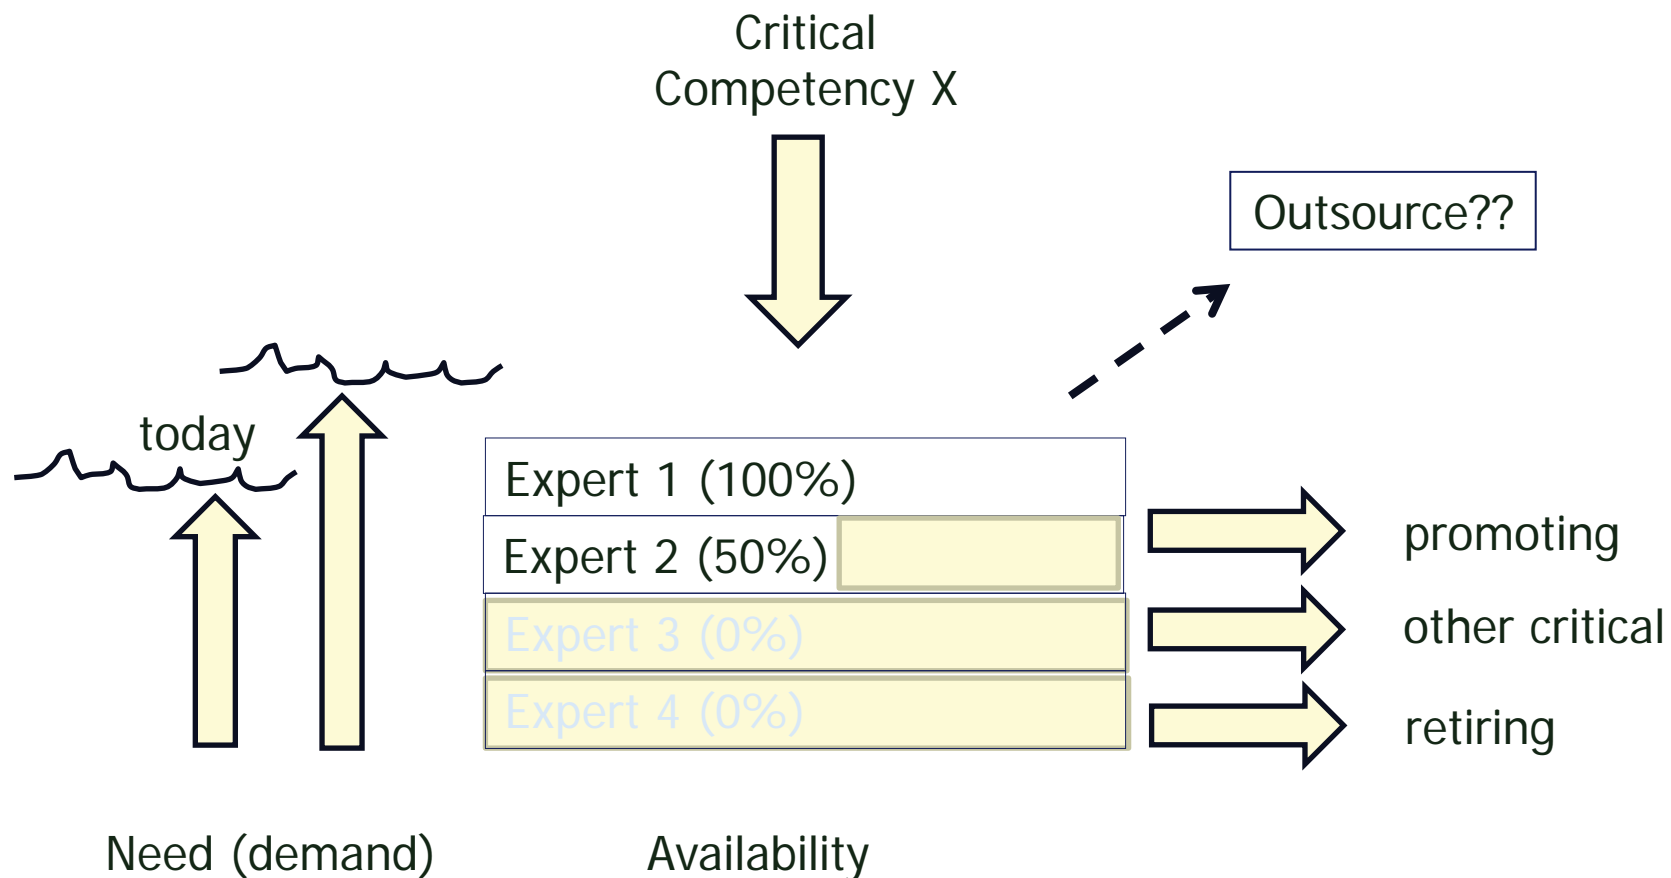 Critical
Competency X
Outsource??
today
Expert 1 (100%)
Expert 2 (50%)
promoting
Expert 3 (0%)
other critical
Expert 4 (0%)
retiring
Need (demand)
Availability